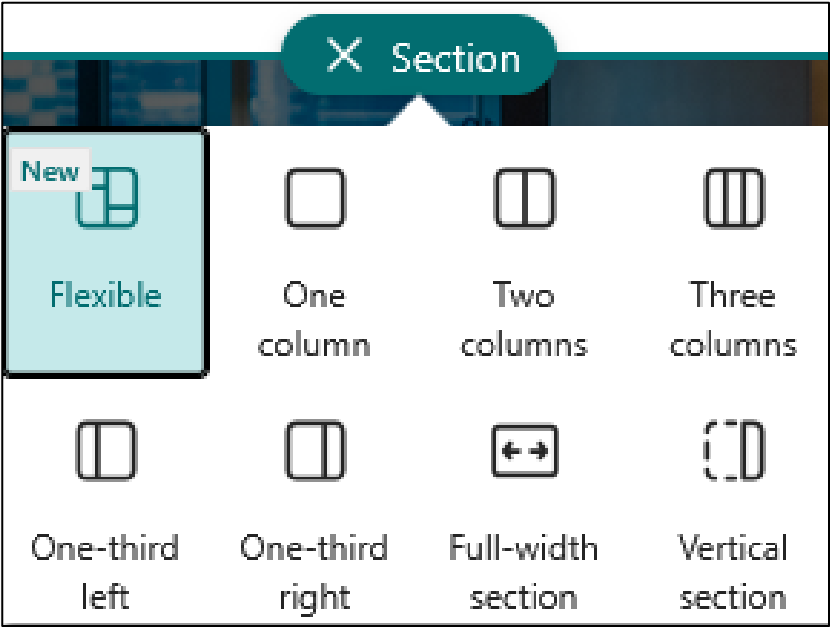 Section
New
Flexible
One
column
Two
columns
Three
columns
One-third
left
One-third
right
Full-width
section
Vertical
section